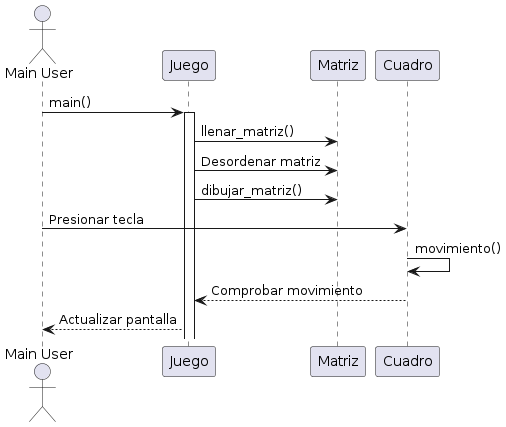 Main User
Juego
Matriz
Cuadro
main()
llenar_matriz()
Desordenar matriz
dibujar_matriz()
Presionar tecla
movimiento()
Comprobar movimiento
Actualizar pantalla
Main User
Juego
Matriz
Cuadro